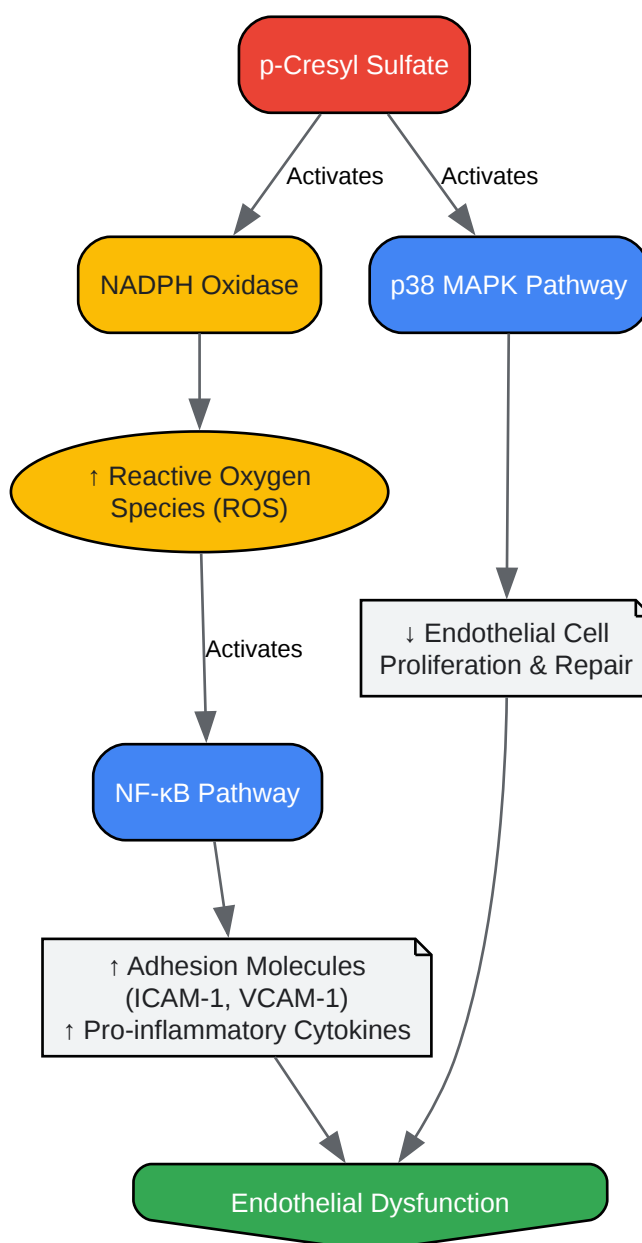 p-Cresyl Sulfate
Activates
Activates
NADPH Oxidase
p38 MAPK Pathway
↑ Reactive Oxygen
Species (ROS)
↓ Endothelial Cell
Proliferation & Repair
Activates
NF-κB Pathway
↑ Adhesion Molecules
(ICAM-1, VCAM-1)
↑ Pro-inflammatory Cytokines
Endothelial Dysfunction